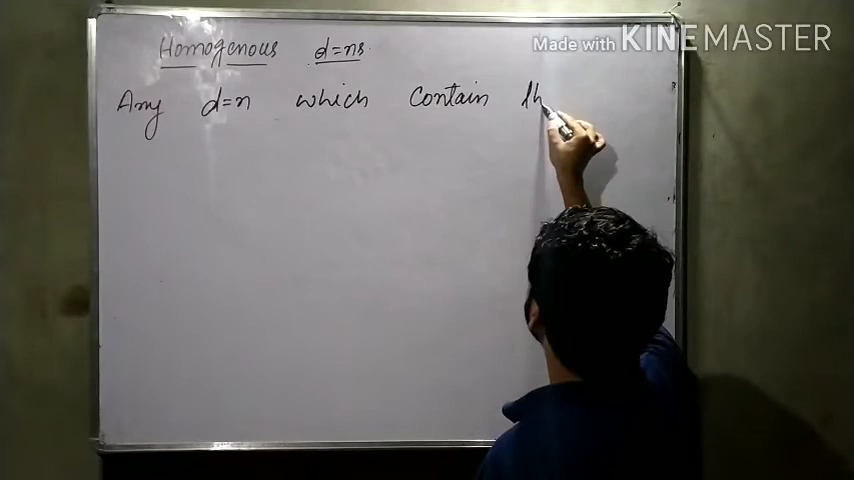 Homogenous d=ns.
Made with KINEMASTER
Any d=n which Contain th